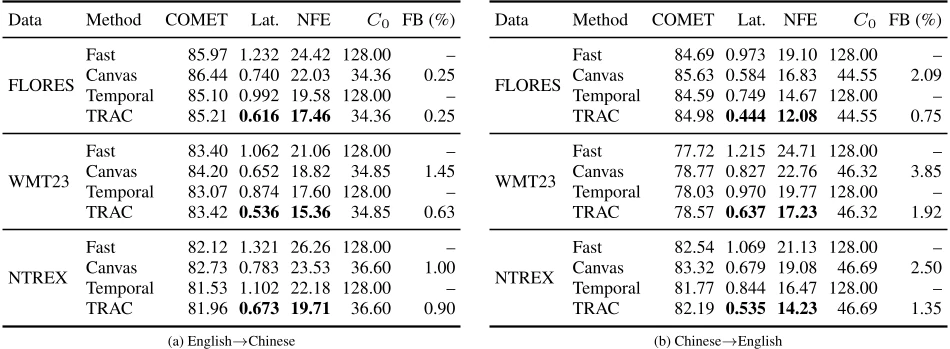 Data Method COMET Lat. NFE C₀ FB (%)
FLORES
Fast 85.97 1.232 24.42 128.00 –
Canvas 86.44 0.740 22.03 34.36 0.25
Temporal 85.10 0.992 19.58 128.00 –
TRAC 85.21 0.616 17.46 34.36 0.25
WMT23
Fast 83.40 1.062 21.06 128.00 –
Canvas 84.20 0.652 18.82 34.85 1.45
Temporal 83.07 0.874 17.60 128.00 –
TRAC 83.42 0.536 15.36 34.85 0.63
NTREX
Fast 82.12 1.321 26.26 128.00 –
Canvas 82.73 0.783 23.53 36.60 1.00
Temporal 81.53 1.102 22.18 128.00 –
TRAC 81.96 0.673 19.71 36.60 0.90
(a) English→Chinese
Data Method COMET Lat. NFE C₀ FB (%)
FLORES
Fast 84.69 0.973 19.10 128.00 –
Canvas 85.63 0.584 16.83 44.55 2.09
Temporal 84.59 0.749 14.67 128.00 –
TRAC 84.98 0.444 12.08 44.55 0.75
WMT23
Fast 77.72 1.215 24.71 128.00 –
Canvas 78.77 0.827 22.76 46.32 3.85
Temporal 78.03 0.970 19.77 128.00 –
TRAC 78.57 0.637 17.23 46.32 1.92
NTREX
Fast 82.54 1.069 21.13 128.00 –
Canvas 83.32 0.679 19.08 46.69 2.50
Temporal 81.77 0.844 16.47 128.00 –
TRAC 82.19 0.535 14.23 46.69 1.35
(b) Chinese→English